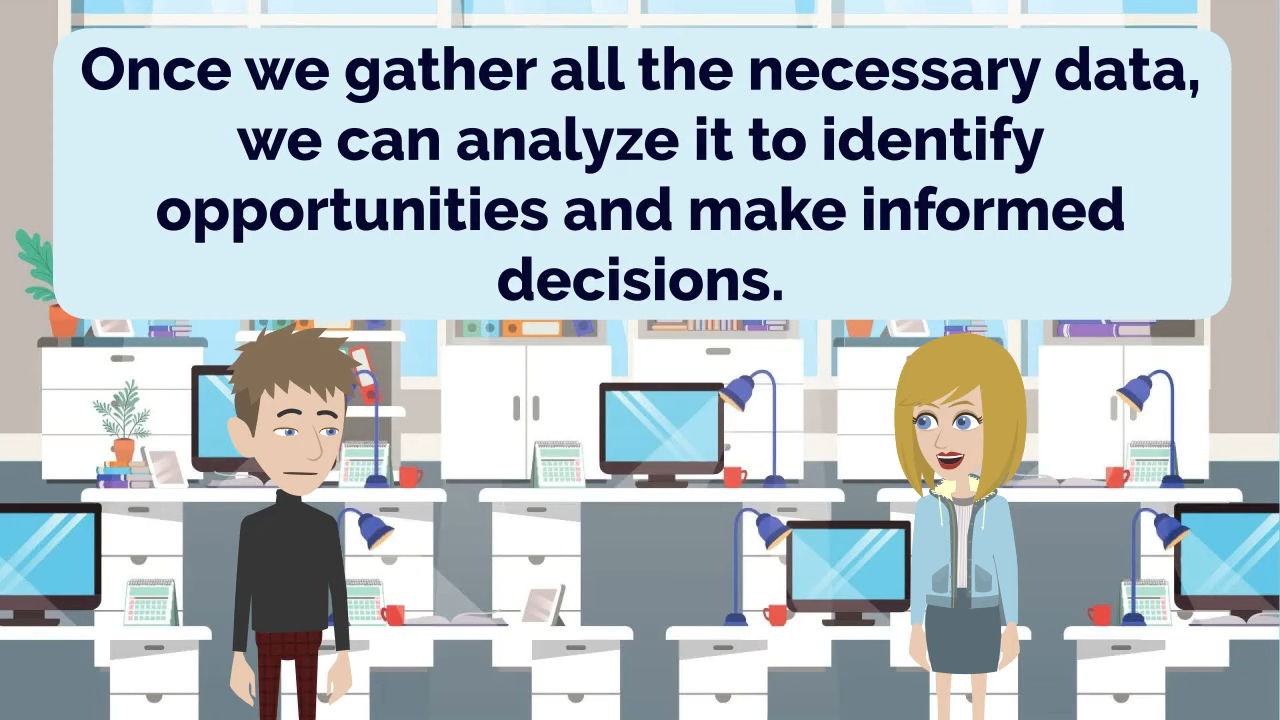 Once we gather all the necessary data,
we can analyze it to identify
opportunities and make informed
decisions.